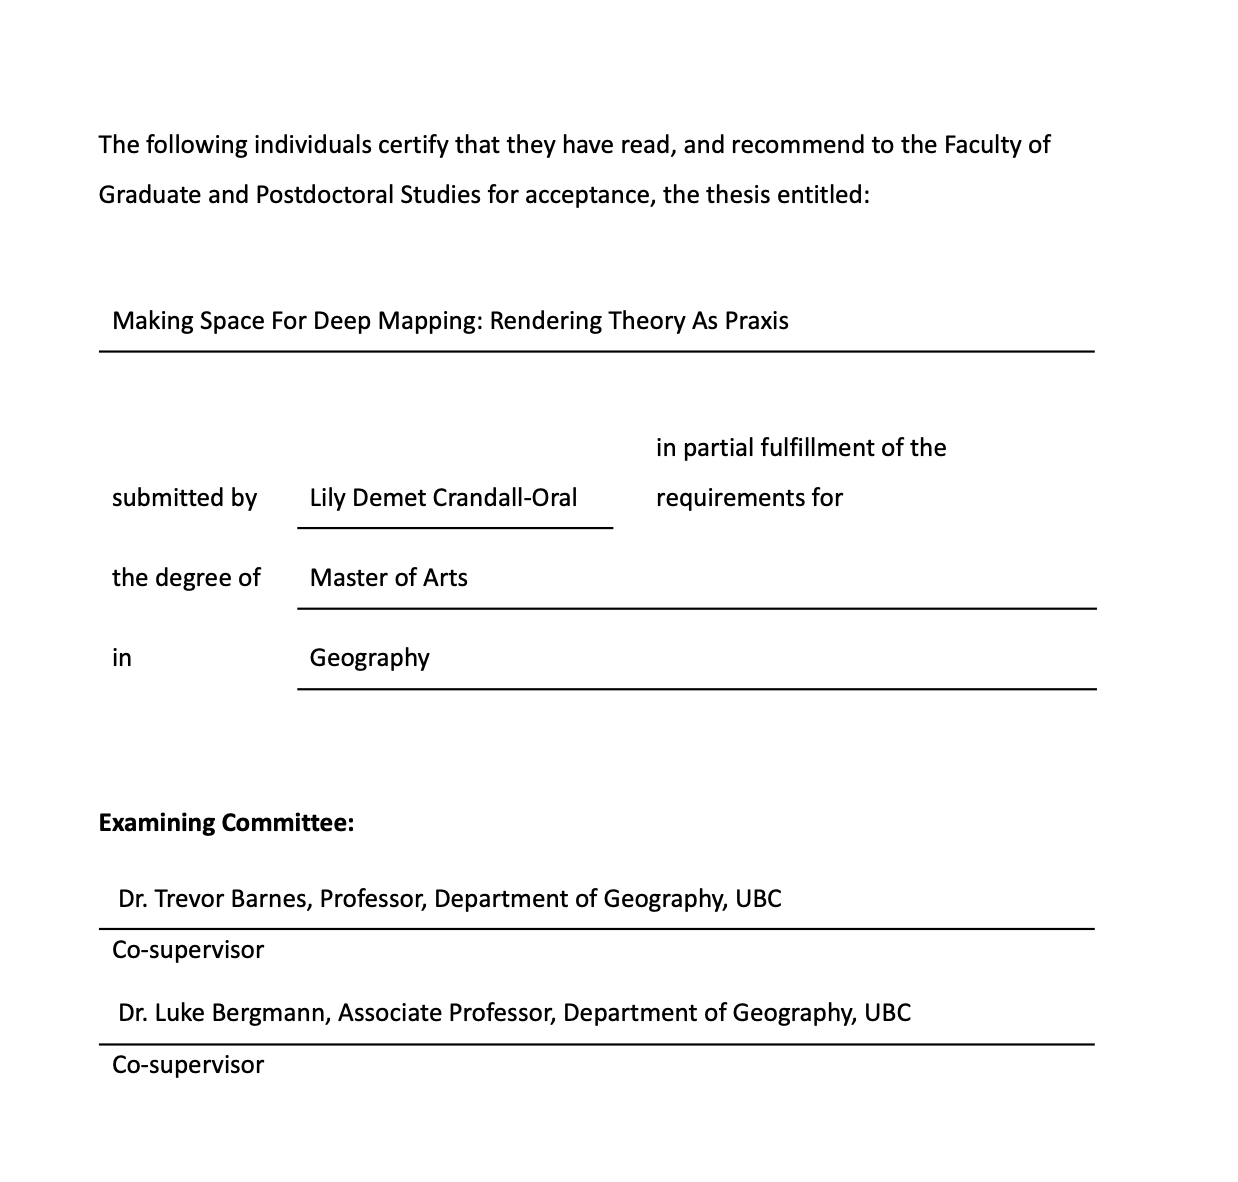 The following individuals certify that they have read, and recommend to the Faculty of
Graduate and Postdoctoral Studies for acceptance, the thesis entitled:
Making Space For Deep Mapping: Rendering Theory As Praxis
in partial fulfillment of the
submitted by Lily Demet Crandall-Oral requirements for
the degree of Master of Arts
in Geography
Examining Committee:
Dr. Trevor Barnes, Professor, Department of Geography, UBC
Co-supervisor
Dr. Luke Bergmann, Associate Professor, Department of Geography, UBC
Co-supervisor